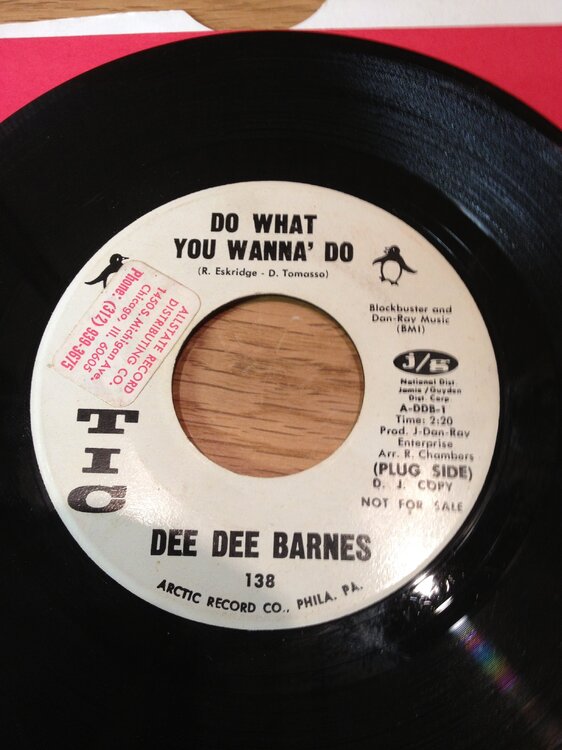 DO WHAT
YOU WANNA' DO
(R. Eskridge - D. Tomasso)
ALLSTATE RECORD
DISTRIBUTING CO.
1450 S. Michigan Ave.
Chicago, Ill. 60605
Phone: (312) 939-3675
TIC
Blockbuster and
Dan-Ray Music
(BMI)
j/g
National Dist.
Jamie/Guyden
Dist. Corp.
A-DDB-1
Time: 2:20
Prod. J-Dan-Ray
Enterprise
Arr. R. Chambers
(PLUG SIDE)
D. J. COPY
NOT FOR SALE
DEE DEE BARNES
138
ARCTIC RECORD CO., PHILA. PA.